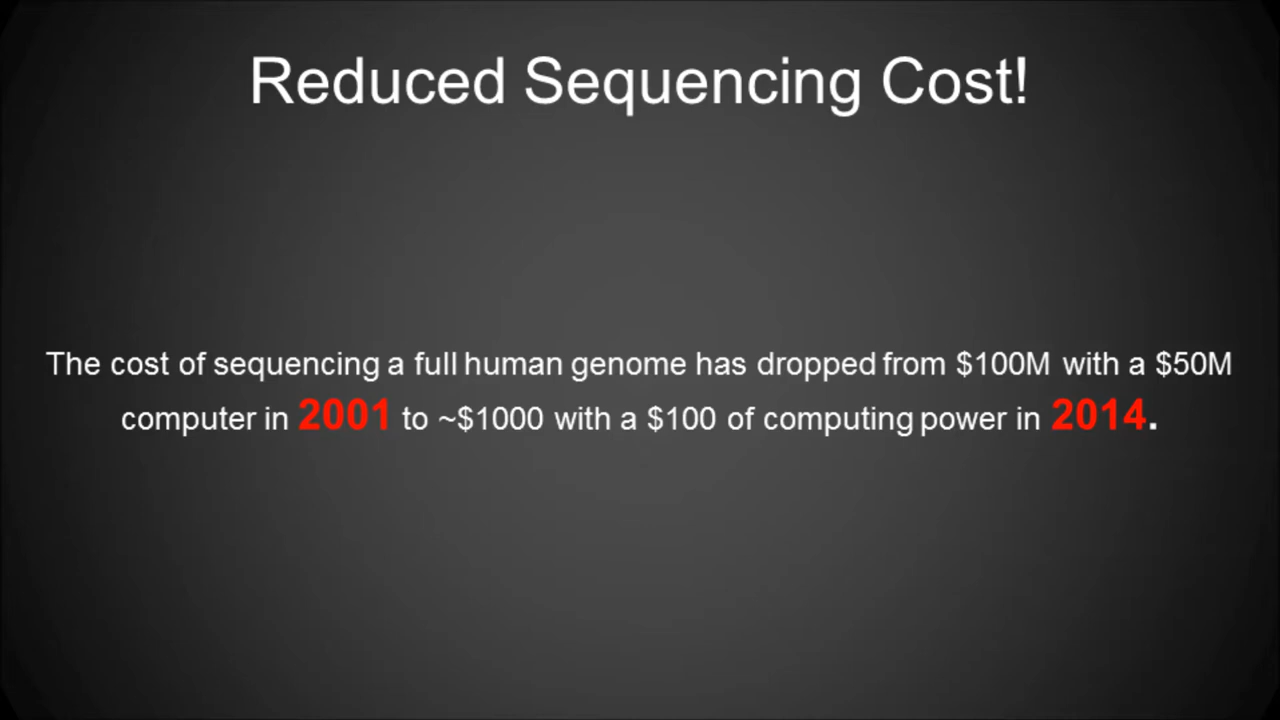 Reduced Sequencing Cost!
The cost of sequencing a full human genome has dropped from $100M with a $50M
computer in 2001 to ~$1000 with a $100 of computing power in 2014.